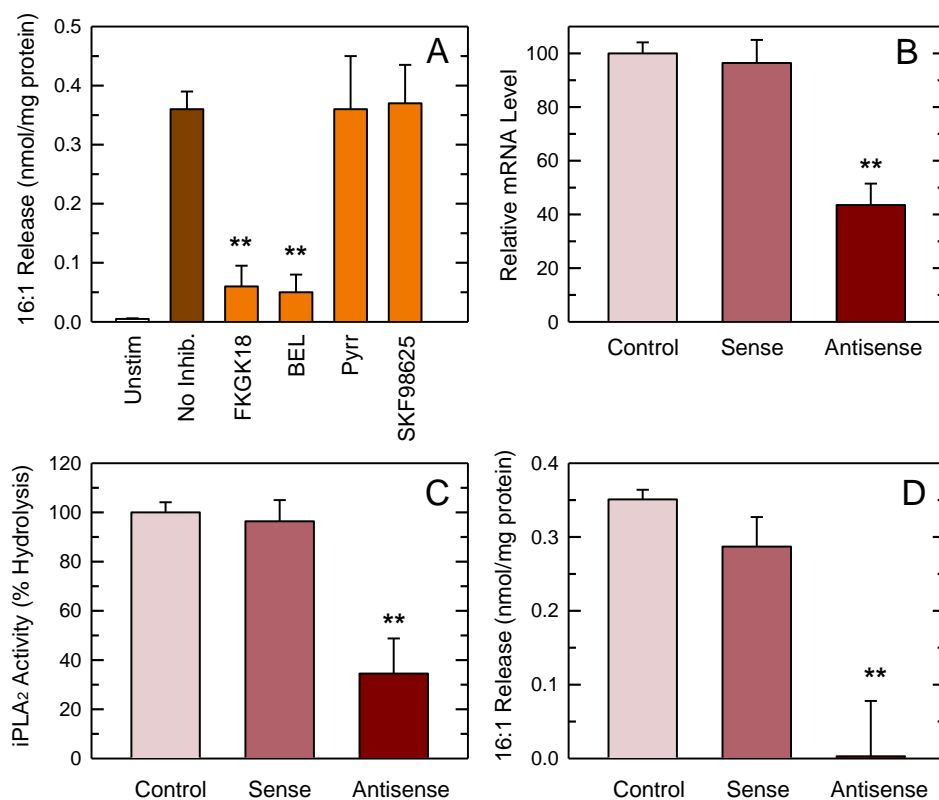 A
16:1 Release (nmol/mg protein)
0.5
0.4
0.3
0.2
0.1
0.0
**
**
Unstim
No Inhib.
FKGK18
BEL
Pyrr
SKF98625
B
Relative mRNA Level
100
80
60
40
20
0
**
Control Sense Antisense
C
iPLA2 Activity (% Hydrolysis)
120
100
80
60
40
20
0
**
Control Sense Antisense
D
16:1 Release (nmol/mg protein)
0.4
0.3
0.2
0.1
0.0
**
Control Sense Antisense